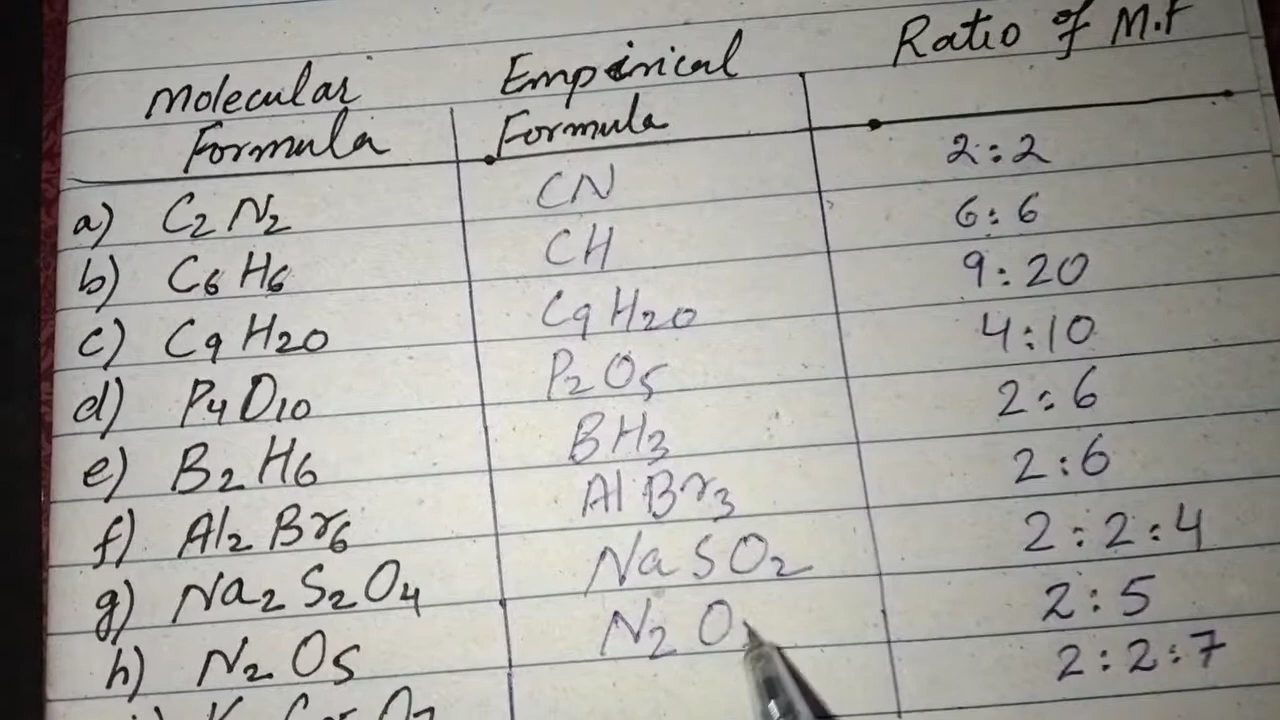 Molecular Formula Empirical Formula Ratio of M.F
a) C2N2 CN 2:2
b) C6H6 CH 6:6
c) C9H20 C9H20 9:20
d) P4O10 P2O5 4:10
e) B2H6 BH3 2:6
f) Al2Br6 AlBr3 2:6
g) Na2S2O4 NaSO2 2:2:4
h) N2O5 N2O 2:5
2:2:7